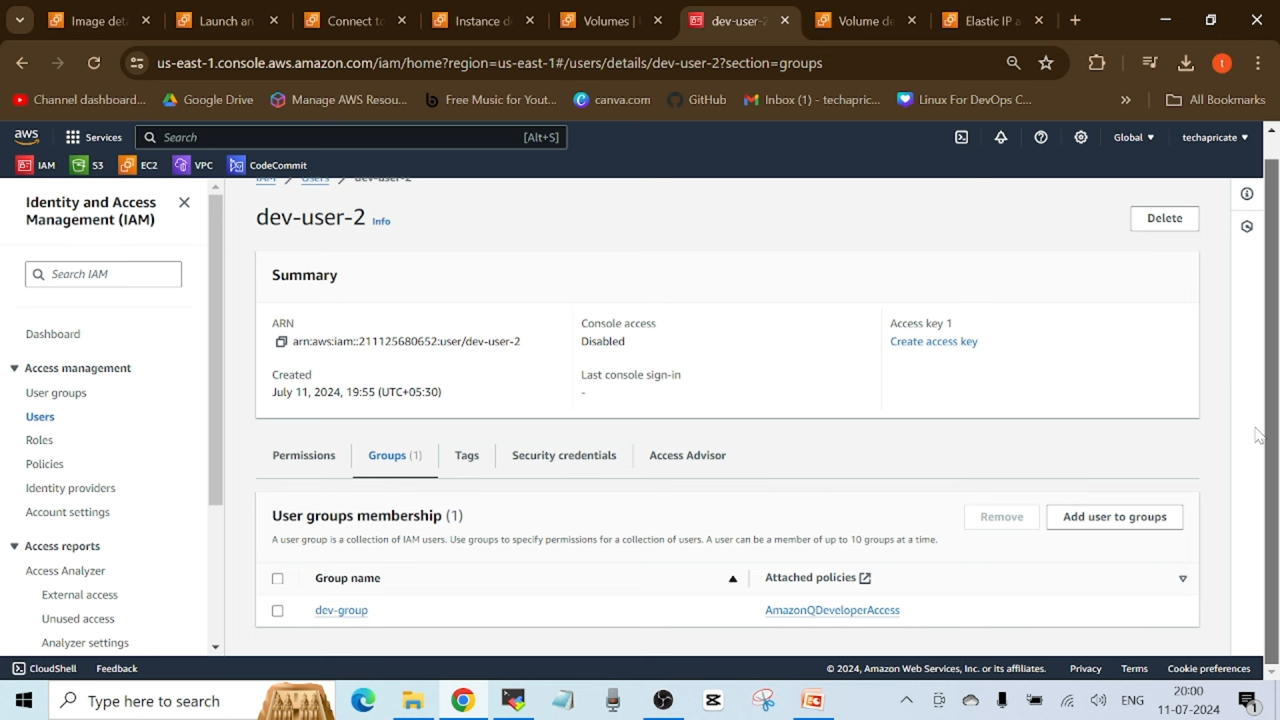 Image det
Launch an
Connect to
Instance d
Volumes |
dev-user-2
Volume de
Elastic IP a
us-east-1.console.aws.amazon.com/iam/home?region=us-east-1#/users/details/dev-user-2?section=groups
t
Channel dashboard...
Google Drive
Manage AWS Resou...
Free Music for Yout...
canva.com
GitHub
Inbox (1) - techapric...
Linux For DevOps C...
»
All Bookmarks
aws
Services
Search
[Alt+S]
Global
techapricate
IAM
S3
EC2
VPC
CodeCommit
Identity and Access
Management (IAM)
Search IAM
Dashboard
Access management
User groups
Users
Roles
Policies
Identity providers
Account settings
Access reports
Access Analyzer
External access
Unused access
Analyzer settings
IAM / Users / dev-user-2
dev-user-2 Info
Delete
Summary
ARN
arn:aws:iam::211125680652:user/dev-user-2
Created
July 11, 2024, 19:55 (UTC+05:30)
Console access
Disabled
Last console sign-in
-
Access key 1
Create access key
Permissions
Groups (1)
Tags
Security credentials
Access Advisor
User groups membership (1)
Remove
Add user to groups
A user group is a collection of IAM users. Use groups to specify permissions for a collection of users. A user can be a member of up to 10 groups at a time.
Group name
Attached policies
dev-group
AmazonQDeveloperAccess
CloudShell
Feedback
© 2024, Amazon Web Services, Inc. or its affiliates.
Privacy
Terms
Cookie preferences
Type here to search
ENG
20:00
11-07-2024
1